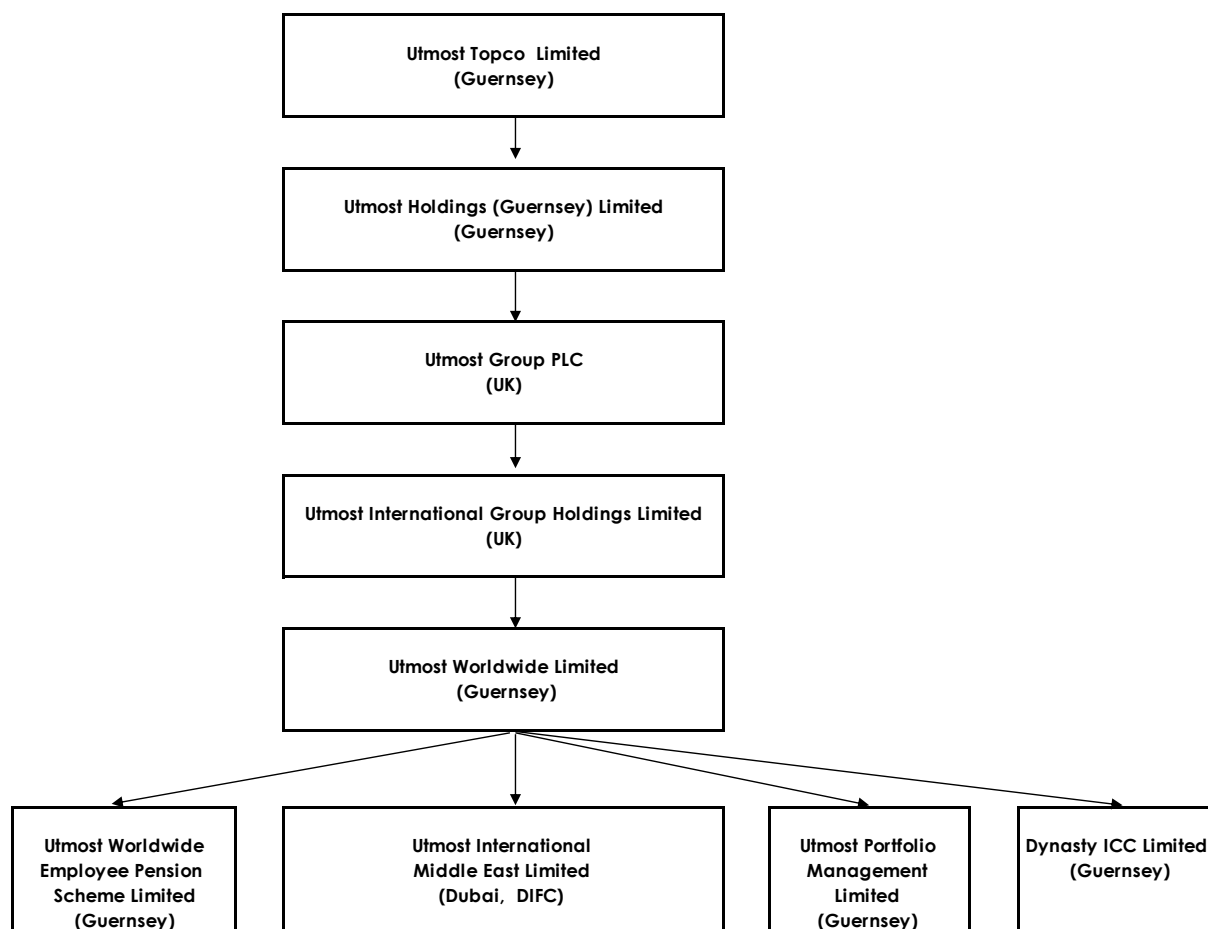 Utmost Topco Limited
(Guernsey)
Utmost Holdings (Guernsey) Limited
(Guernsey)
Utmost Group PLC
(UK)
Utmost International Group Holdings Limited
(UK)
Utmost Worldwide Limited
(Guernsey)
Utmost Worldwide
Employee Pension
Scheme Limited
(Guernsey)
Utmost International
Middle East Limited
(Dubai, DIFC)
Utmost Portfolio
Management
Limited
(Guernsey)
Dynasty ICC Limited
(Guernsey)